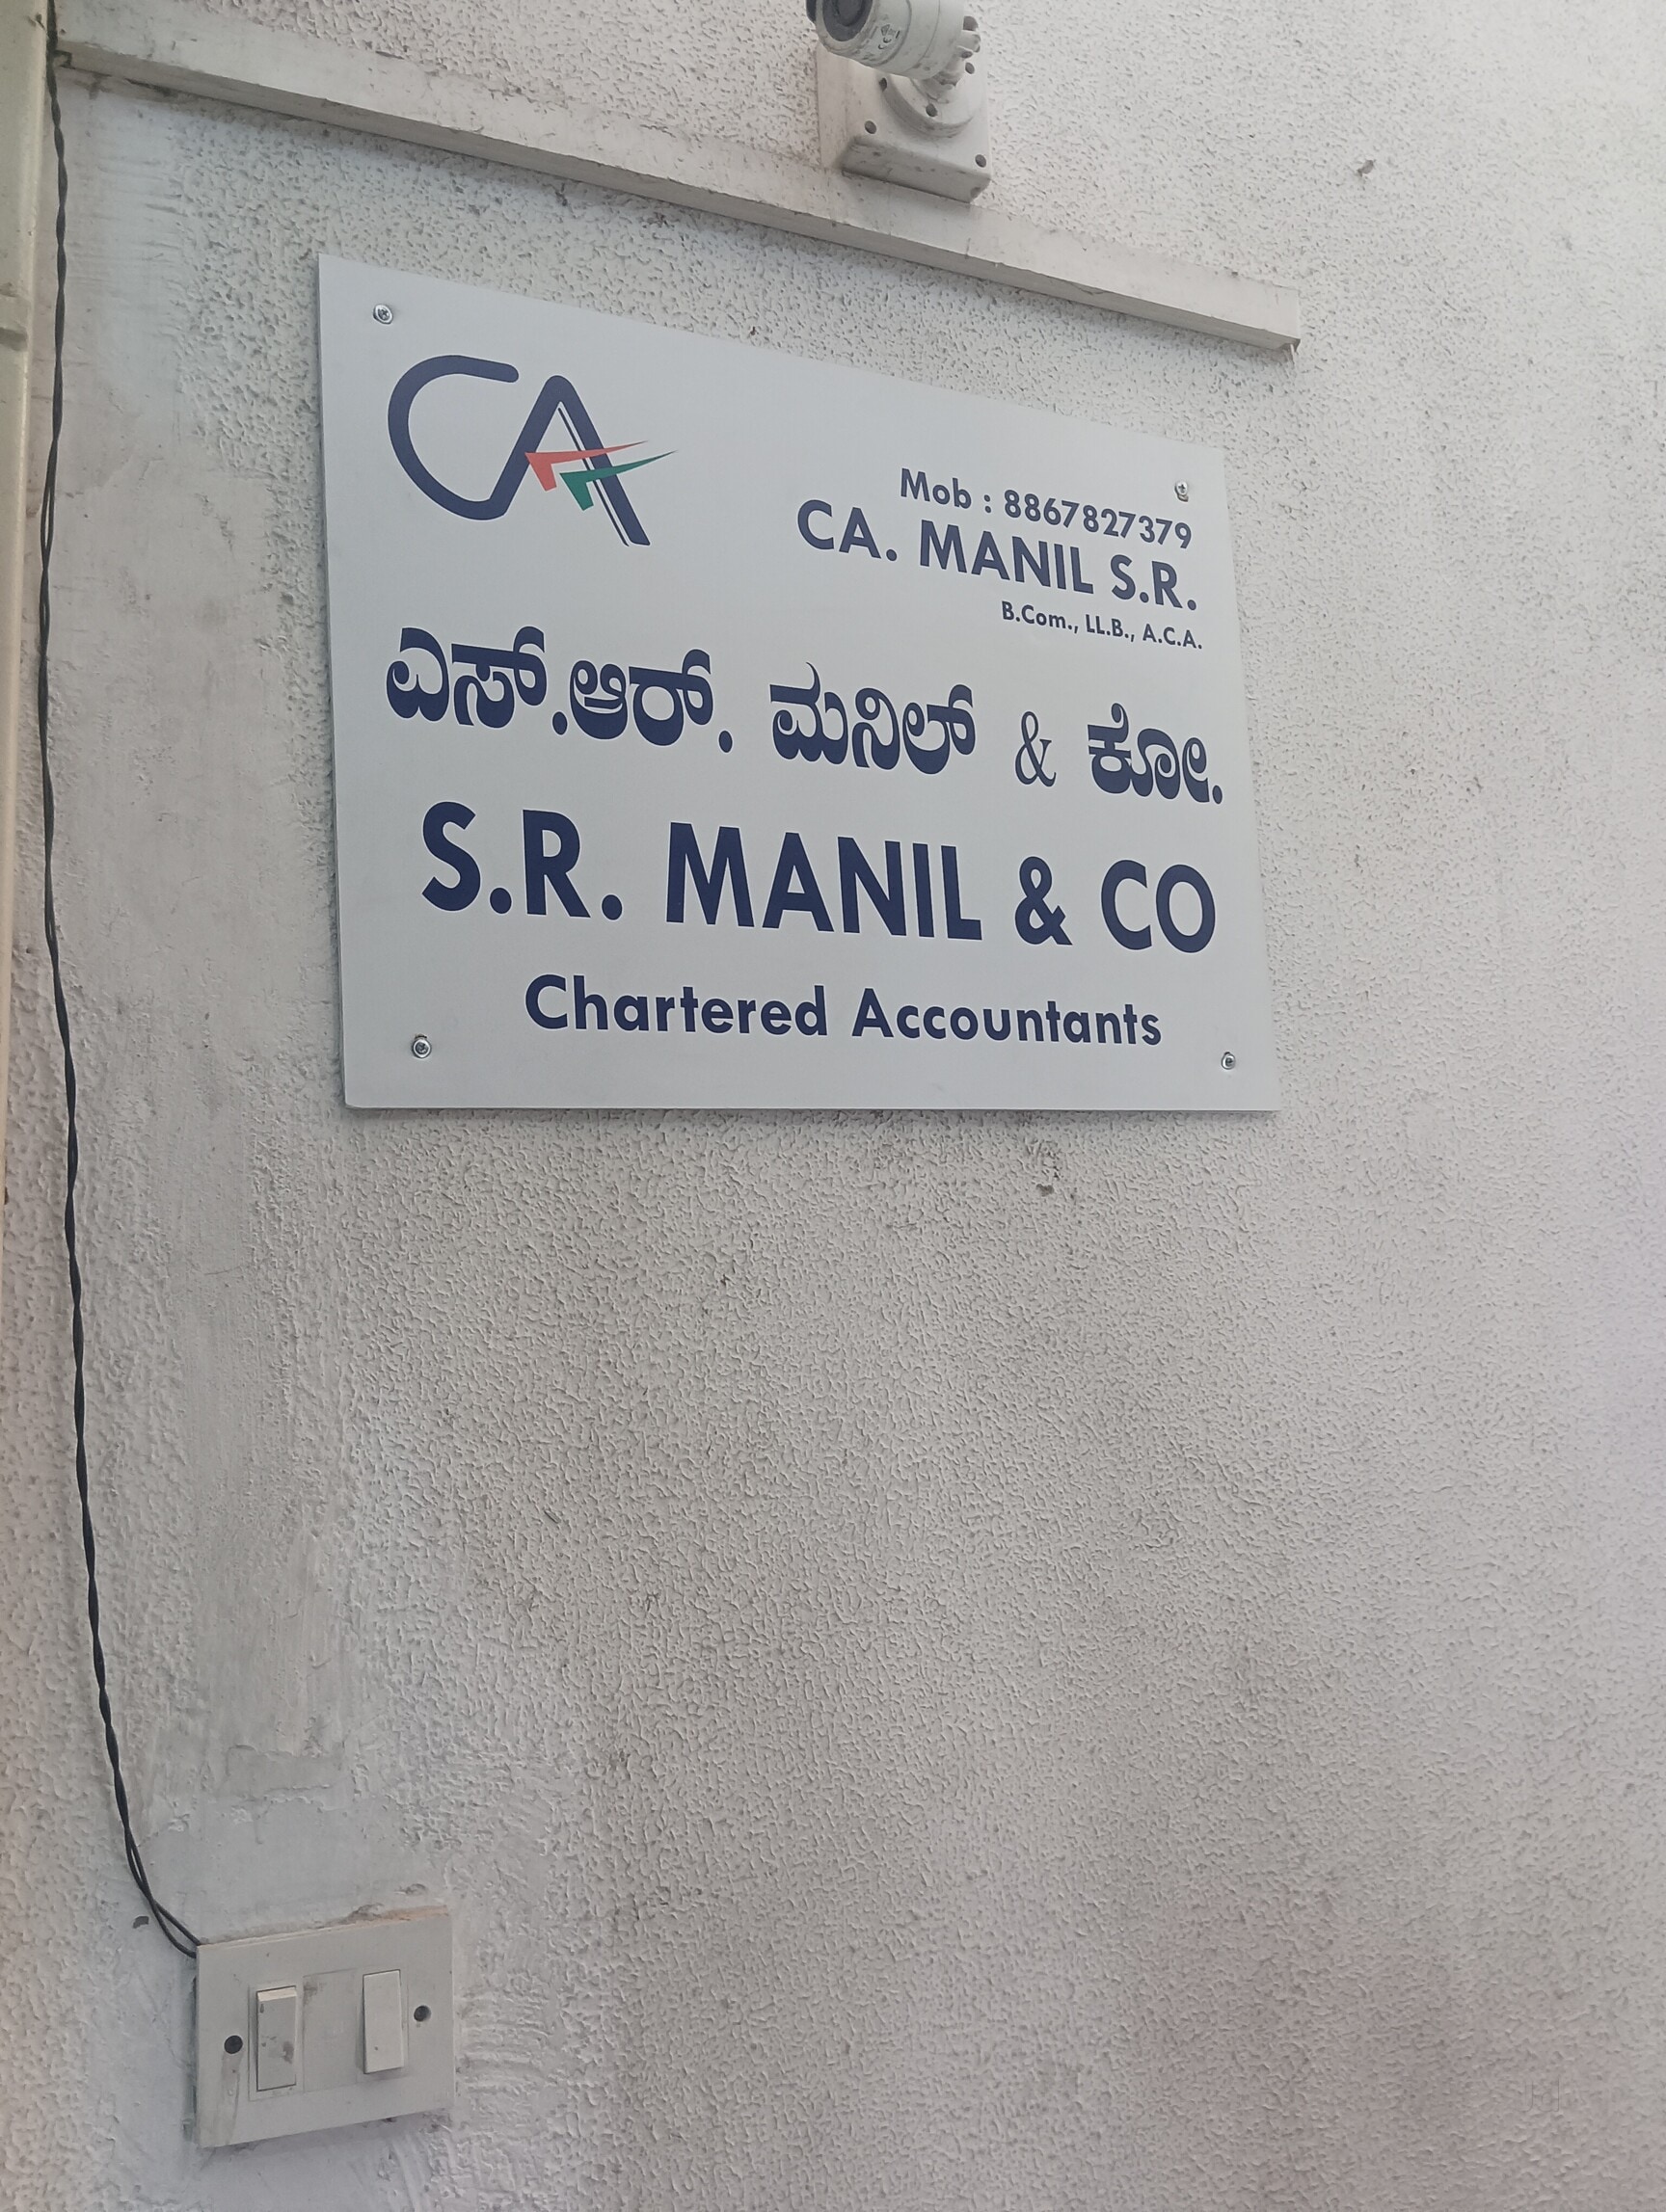 CA
Mob : 8867827379
CA. MANIL S.R.
B.Com., LL.B., A.C.A.
ಎಸ್.ಆರ್. ಮನಿಲ್ & ಕೋ.
S.R. MANIL & CO
Chartered Accountants